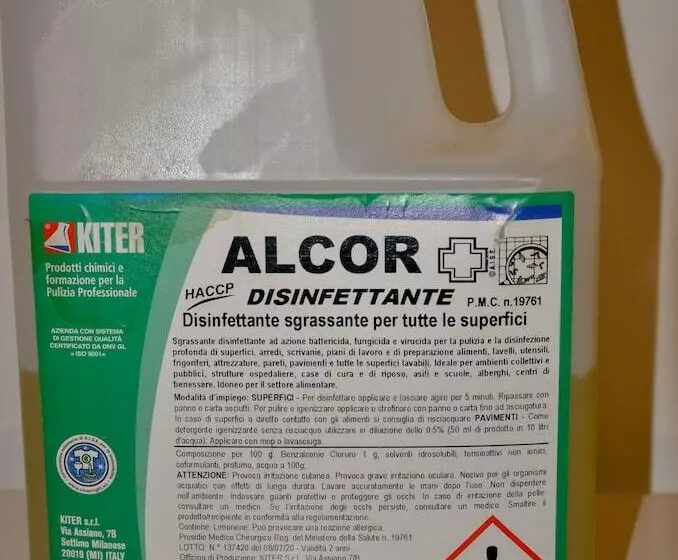 KITER
Prodotti chimici e
formazione per la
Pulizia Professionale
AZIENDA CON SISTEMA
DI GESTIONE QUALITÀ
CERTIFICATO DA DNV GL
« ISO 9001»
KITER s.r.l.
Via Assiano, 7B
Settimo Milanese
20019 (MI) ITALY
ALCOR
A.I.S.E.
HACCP
DISINFETTANTE
P.M.C. n.19761
Disinfettante sgrassante per tutte le superfici
Sgrassante disinfettante ad azione battericida, fungicida e virucida per la pulizia e la disinfezione
profonda di superfici, arredi, scrivanie, piani di lavoro e di preparazione alimenti, lavelli, utensili,
frigoriferi, attrezzature, pareti, pavimenti e tutte le superfici lavabili. Ideale per ambienti collettivi e
pubblici, strutture ospedaliere, case di cura e di riposo, asili e scuole, alberghi, centri di
benessere. Idoneo per il settore alimentare.
Modalità d'impiego: SUPERFICI - Per disinfettare applicare e lasciare agire per 5 minuti. Ripassare con
panno o carta asciutti. Per pulire e igienizzare applicare e strofinare con panno o carta fino ad asciugatura.
In caso di superfici a diretto contatto con gli alimenti si consiglia di risciacquare PAVIMENTI - Come
detergente igienizzante senza risciacquo utilizzare in diluizione dello 0.5% (50 ml di prodotto in 10 litri
d'acqua). Applicare con mop o lavasciuga.
Composizione per 100 g: Benzalconio Cloruro 1 g, solventi idrosolubili, tensioattivi non ionici,
coformulanti, profumo, acqua a 100g.
ATTENZIONE: Provoca irritazione cutanea. Provoca grave irritazione oculare. Nocivo per gli organismi
acquatici con effetti di lunga durata. Lavare accuratamente le mani dopo l'uso. Non disperdere
nell'ambiente. Indossare guanti protettivi e proteggere gli occhi. In caso di irritazione della pelle:
consultare un medico. Se l'irritazione degli occhi persiste, consultare un medico. Smaltire il
prodotto/recipiente in conformità alla regolamentazione.
Contiene: Limonene. Può provocare una reazione allergica.
Presidio Medico Chirurgico Reg. del Ministero della Salute n. 19761
LOTTO: N.° 137420 del 08/07/20 - Validità 2 anni
Officina di Produzione: KITER S.r.l. Via Assiano 7/B